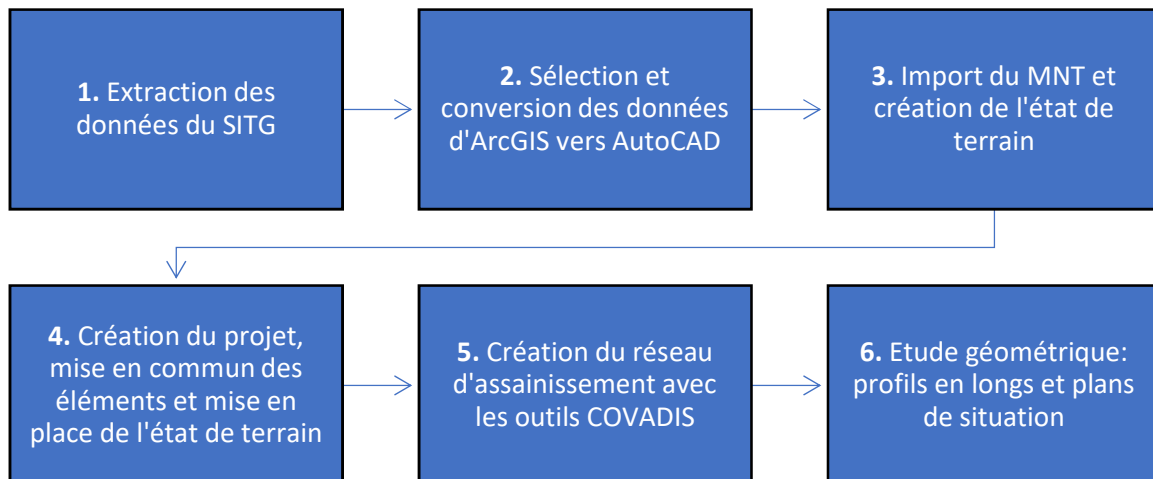 1. Extraction des
données du SITG
2. Sélection et
conversion des données
d'ArcGIS vers AutoCAD
3. Import du MNT et
création de l'état de
terrain
4. Création du projet,
mise en commun des
éléments et mise en
place de l'état de terrain
5. Création du réseau
d'assainissement avec
les outils COVADIS
6. Etude géométrique:
profils en longs et plans
de situation